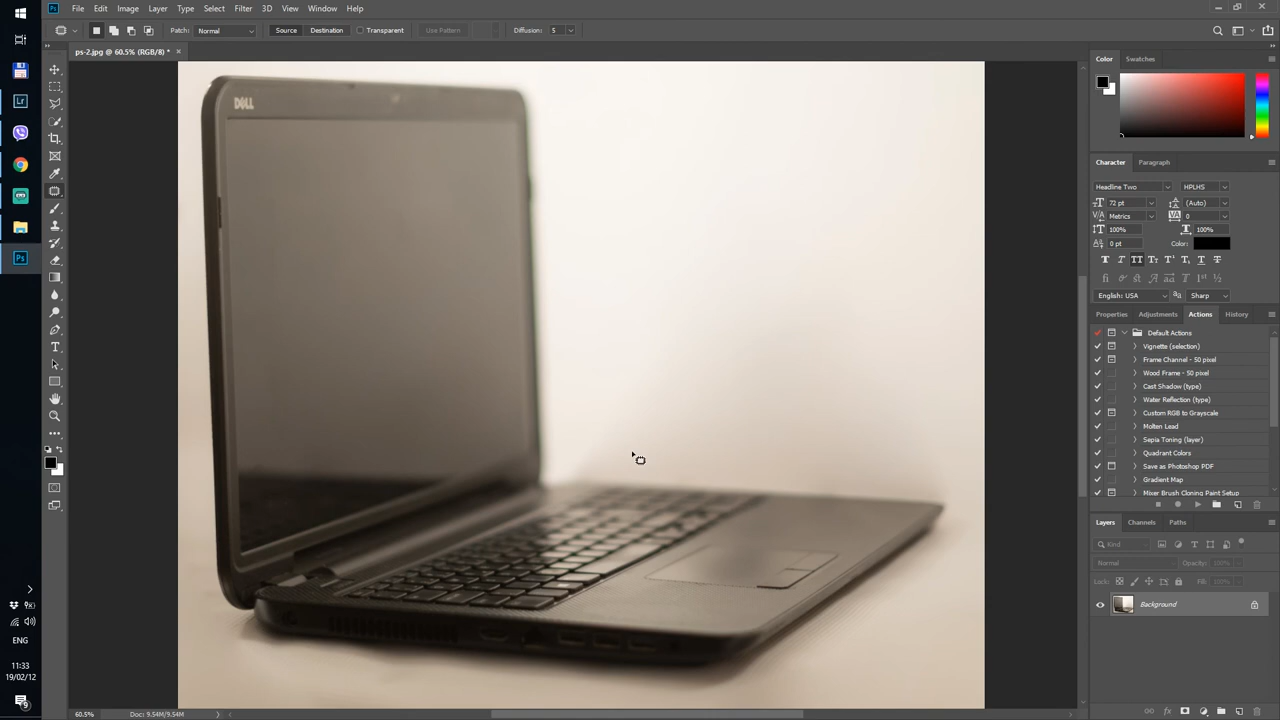 Ps File Edit Image Layer Type Select Filter 3D View Window Help
Patch: Normal Source Destination Transparent Use Pattern Diffusion: 5
ps-2.jpg @ 60.5% (RGB/8) *
DELL
Color Swatches
Character Paragraph
Headline Two HPLHS
72 pt (Auto)
Metrics 0
100% 100%
0 pt Color:
English: USA Sharp
Properties Adjustments Actions History
Default Actions
Vignette (selection)
Frame Channel - 50 pixel
Wood Frame - 50 pixel
Cast Shadow (type)
Water Reflection (type)
Custom RGB to Grayscale
Molten Lead
Sepia Toning (layer)
Quadrant Colors
Save as Photoshop PDF
Gradient Map
Mixer Brush Cloning Paint Setup
Layers Channels Paths
Kind
Normal Opacity: 100%
Lock: Fill: 100%
Background
Lr
Ps
ENG
11:33
19/02/12
60.5% Doc: 9.54M/9.54M